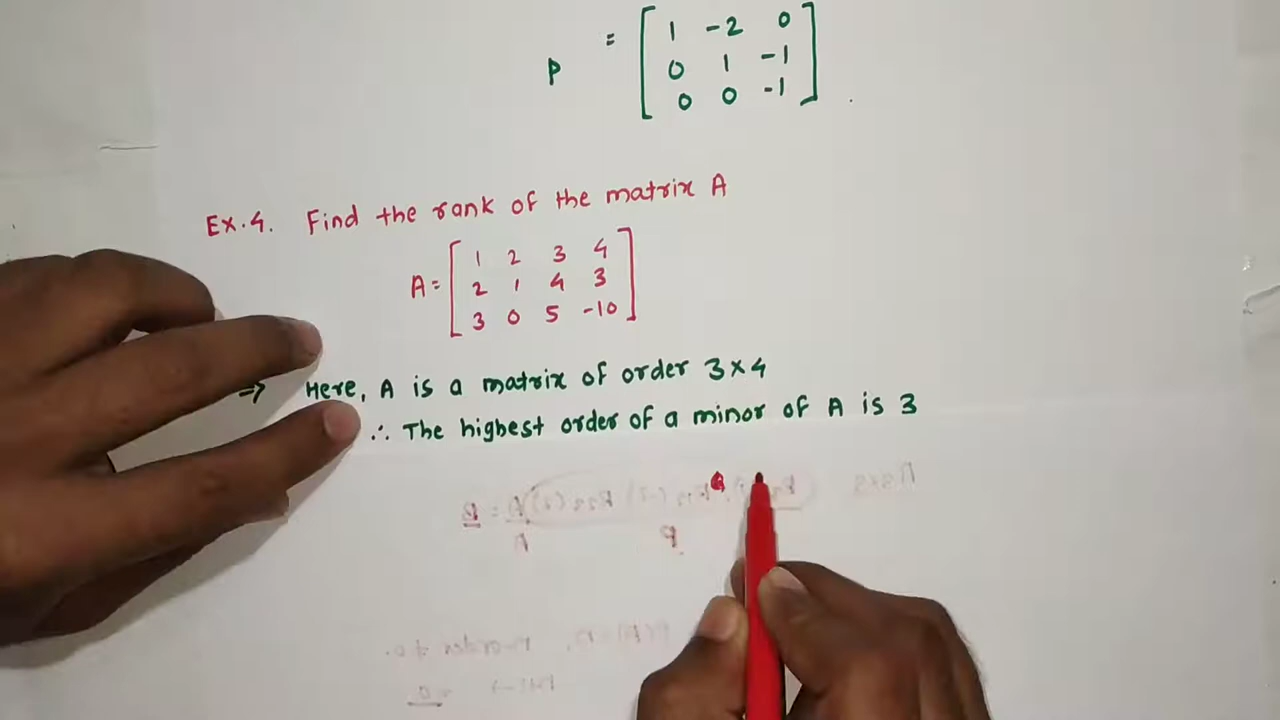 P = [ 1 -2 0
0 1 -1
0 0 -1 ]
Ex.4. Find the rank of the matrix A
A = [ 1 2 3 4
2 1 4 3
3 0 5 -10 ]
⇒ Here, A is a matrix of order 3×4
∴ The highest order of a minor of A is 3